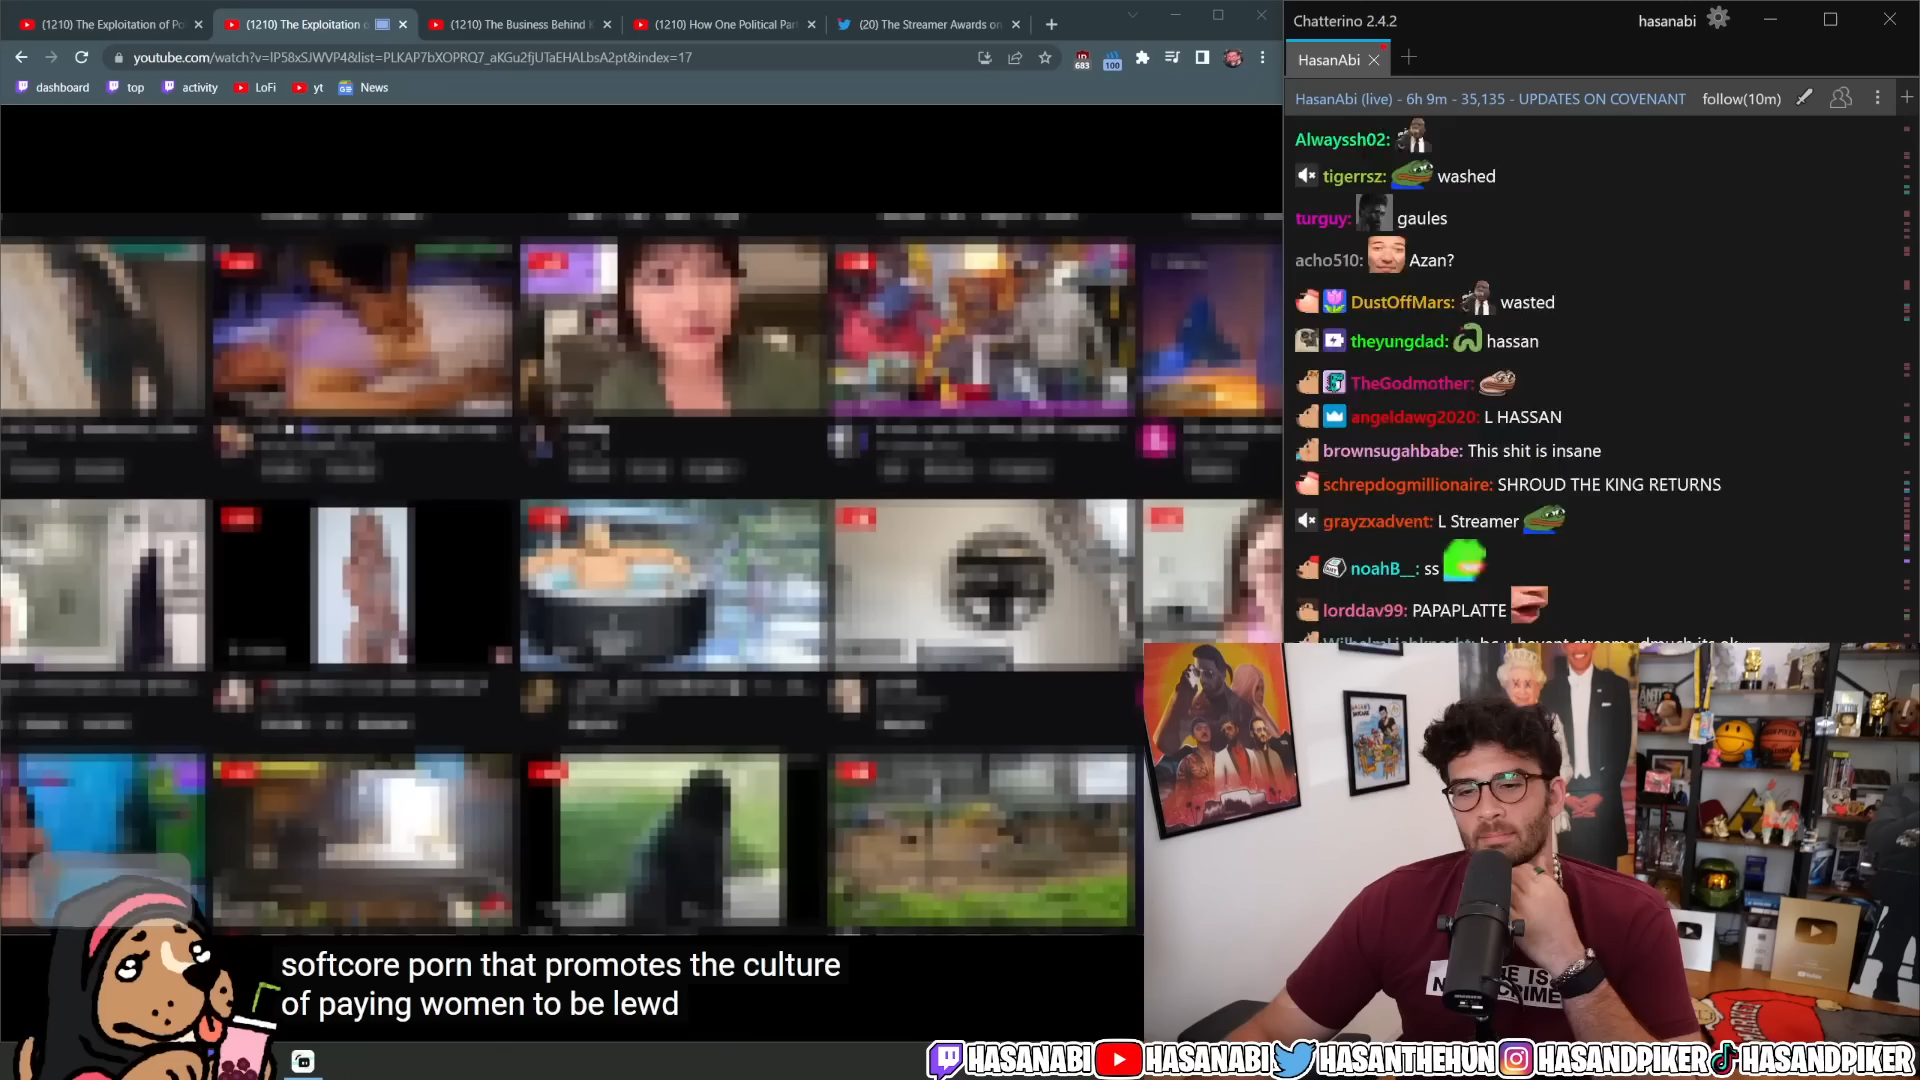 (1210) The Exploitation of Po
(1210) The Exploitation o
(1210) The Business Behind
(1210) How One Political Par
(20) The Streamer Awards on
youtube.com/watch?v=lP58xSJWVP4&list=PLKAP7bXOPRQ7_aKGu2fjUTaEHALbsA2pt&index=17
683
100
dashboard
top
activity
LoFi
yt
News
softcore porn that promotes the culture
of paying women to be lewd
Chatterino 2.4.2
hasanabi
HasanAbi
HasanAbi (live) - 6h 9m - 35,135 - UPDATES ON COVENANT
follow(10m)
Alwayssh02:
tigerrsz: washed
turguy: gaules
acho510: Azan?
DustOffMars: wasted
theyungdad: hassan
TheGodmother:
angeldawg2020: L HASSAN
brownsugahbabe: This shit is insane
schrepdogmillionaire: SHROUD THE KING RETURNS
grayzxadvent: L Streamer
noahB__: ss
lorddav99: PAPAPLATTE
HASANABI
HASANABI
HASANTHEHUN
HASANDPIKER
HASANDPIKER